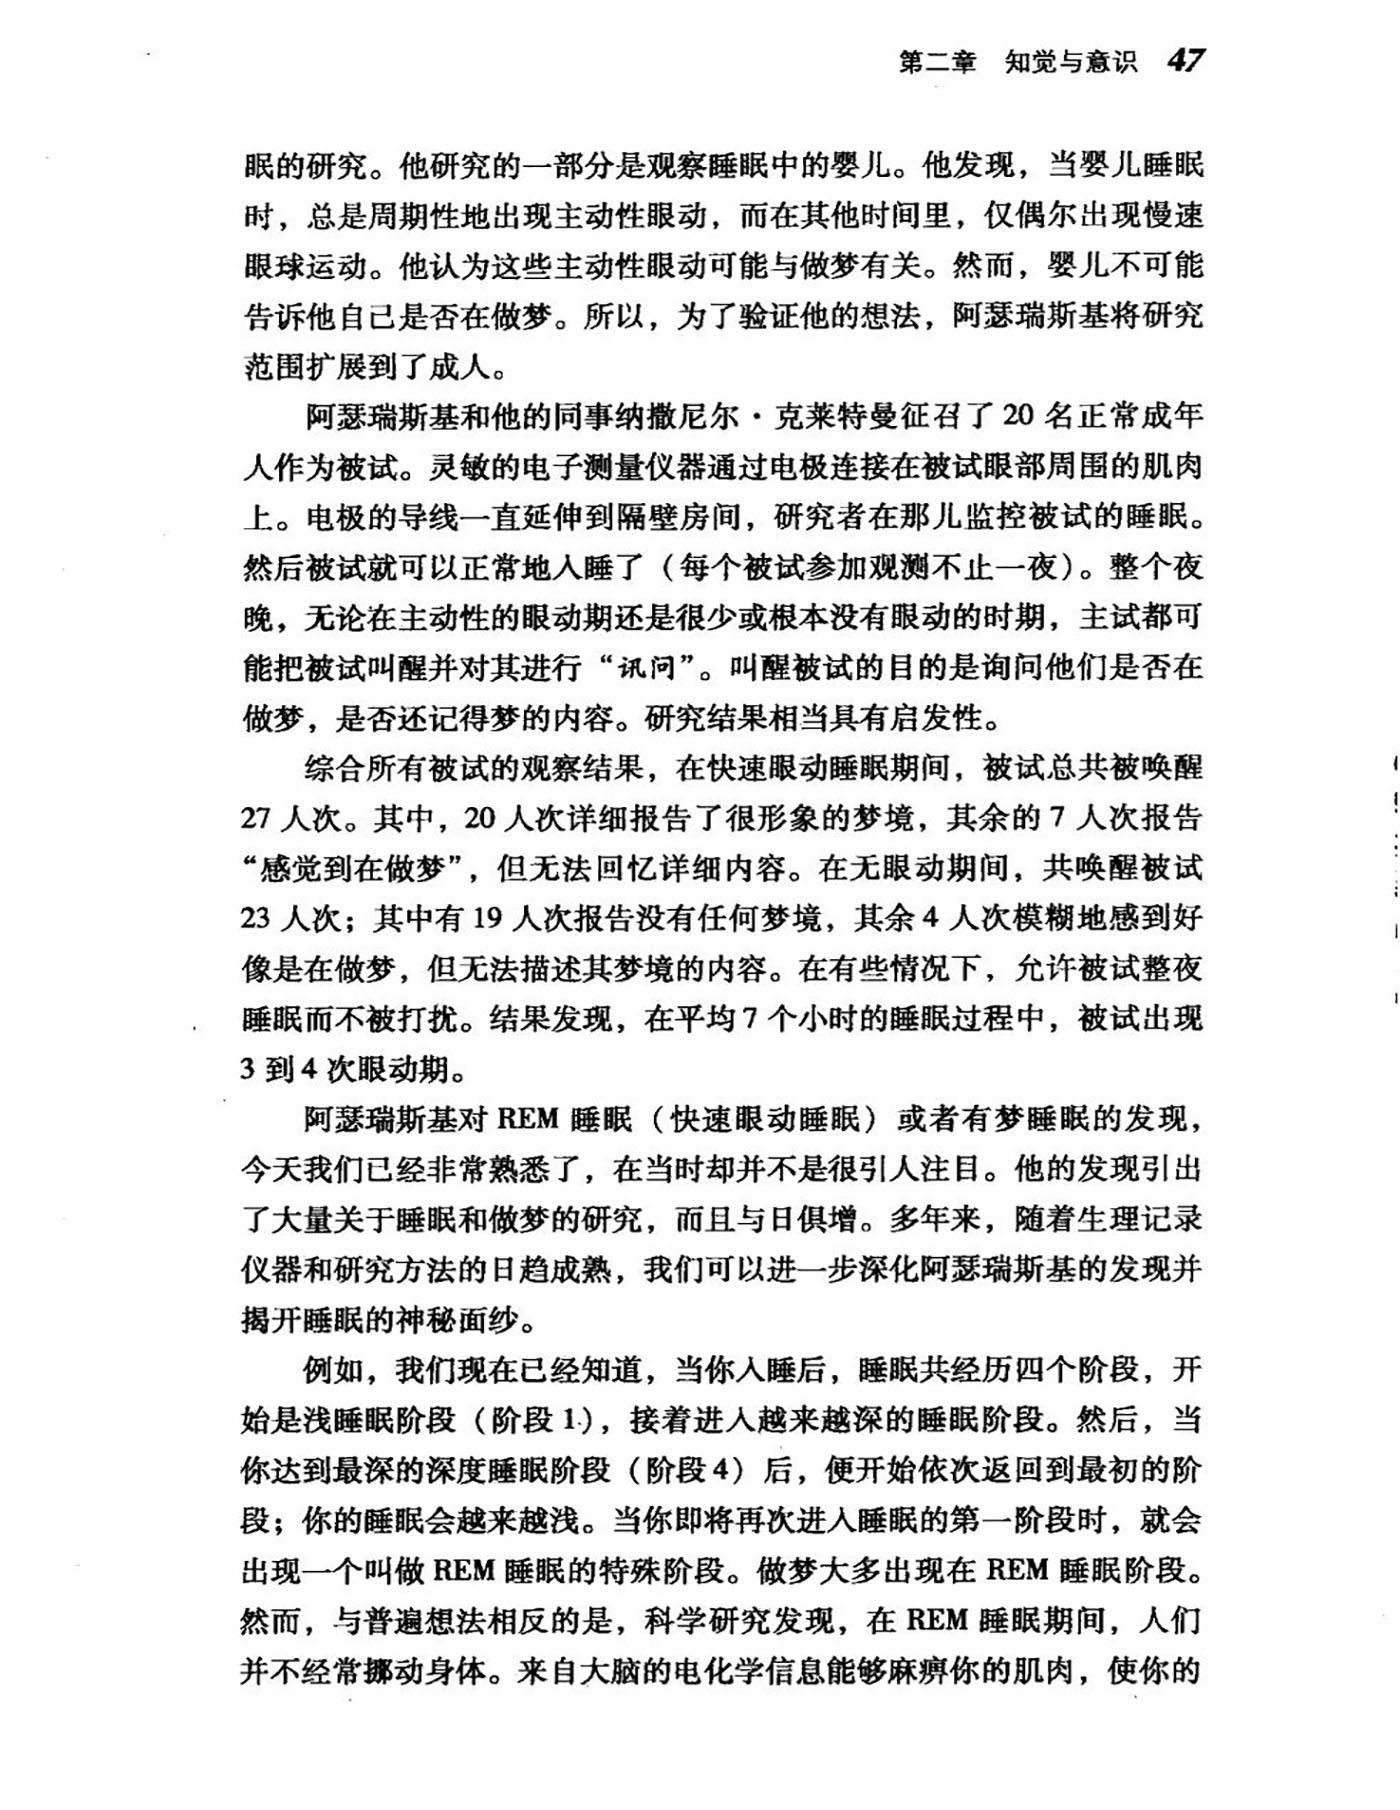 第二章 知觉与意识 47
眠的研究。他研究的一部分是观察睡眠中的婴儿。他发现，当婴儿睡眠
时，总是周期性地出现主动性眼动，而在其他时间里，仅偶尔出现慢速
眼球运动。他认为这些主动性眼动可能与做梦有关。然而，婴儿不可能
告诉他自己是否在做梦。所以，为了验证他的想法，阿瑟瑞斯基将研究
范围扩展到了成人。
阿瑟瑞斯基和他的同事纳撒尼尔·克莱特曼征召了 20 名正常成年
人作为被试。灵敏的电子测量仪器通过电极连接在被试眼部周围的肌肉
上。电极的导线一直延伸到隔壁房间，研究者在那儿监控被试的睡眠。
然后被试就可以正常地入睡了（每个被试参加观测不止一夜）。整个夜
晚，无论在主动性的眼动期还是很少或根本没有眼动的时期，主试都可
能把被试叫醒并对其进行“讯问”。叫醒被试的目的是询问他们是否在
做梦，是否还记得梦的内容。研究结果相当具有启发性。
综合所有被试的观察结果，在快速眼动睡眠期间，被试总共被唤醒
27 人次。其中，20 人次详细报告了很形象的梦境，其余的 7 人次报告
“感觉到在做梦”，但无法回忆详细内容。在无眼动期间，共唤醒被试
23 人次；其中有 19 人次报告没有任何梦境，其余 4 人次模糊地感到好
像是在做梦，但无法描述其梦境的内容。在有些情况下，允许被试整夜
睡眠而不被打扰。结果发现，在平均 7 个小时的睡眠过程中，被试出现
3 到 4 次眼动期。
阿瑟瑞斯基对 REM 睡眠（快速眼动睡眠）或者有梦睡眠的发现，
今天我们已经非常熟悉了，在当时却并不是很引人注目。他的发现引出
了大量关于睡眠和做梦的研究，而且与日俱增。多年来，随着生理记录
仪器和研究方法的日趋成熟，我们可以进一步深化阿瑟瑞斯基的发现并
揭开睡眠的神秘面纱。
例如，我们现在已经知道，当你入睡后，睡眠共经历四个阶段，开
始是浅睡眠阶段（阶段 1），接着进入越来越深的睡眠阶段。然后，当
你达到最深的深度睡眠阶段（阶段 4）后，便开始依次返回到最初的阶
段；你的睡眠会越来越浅。当你即将再次进入睡眠的第一阶段时，就会
出现一个叫做 REM 睡眠的特殊阶段。做梦大多出现在 REM 睡眠阶段。
然而，与普遍想法相反的是，科学研究发现，在 REM 睡眠期间，人们
并不经常挪动身体。来自大脑的电化学信息能够麻痹你的肌肉，使你的